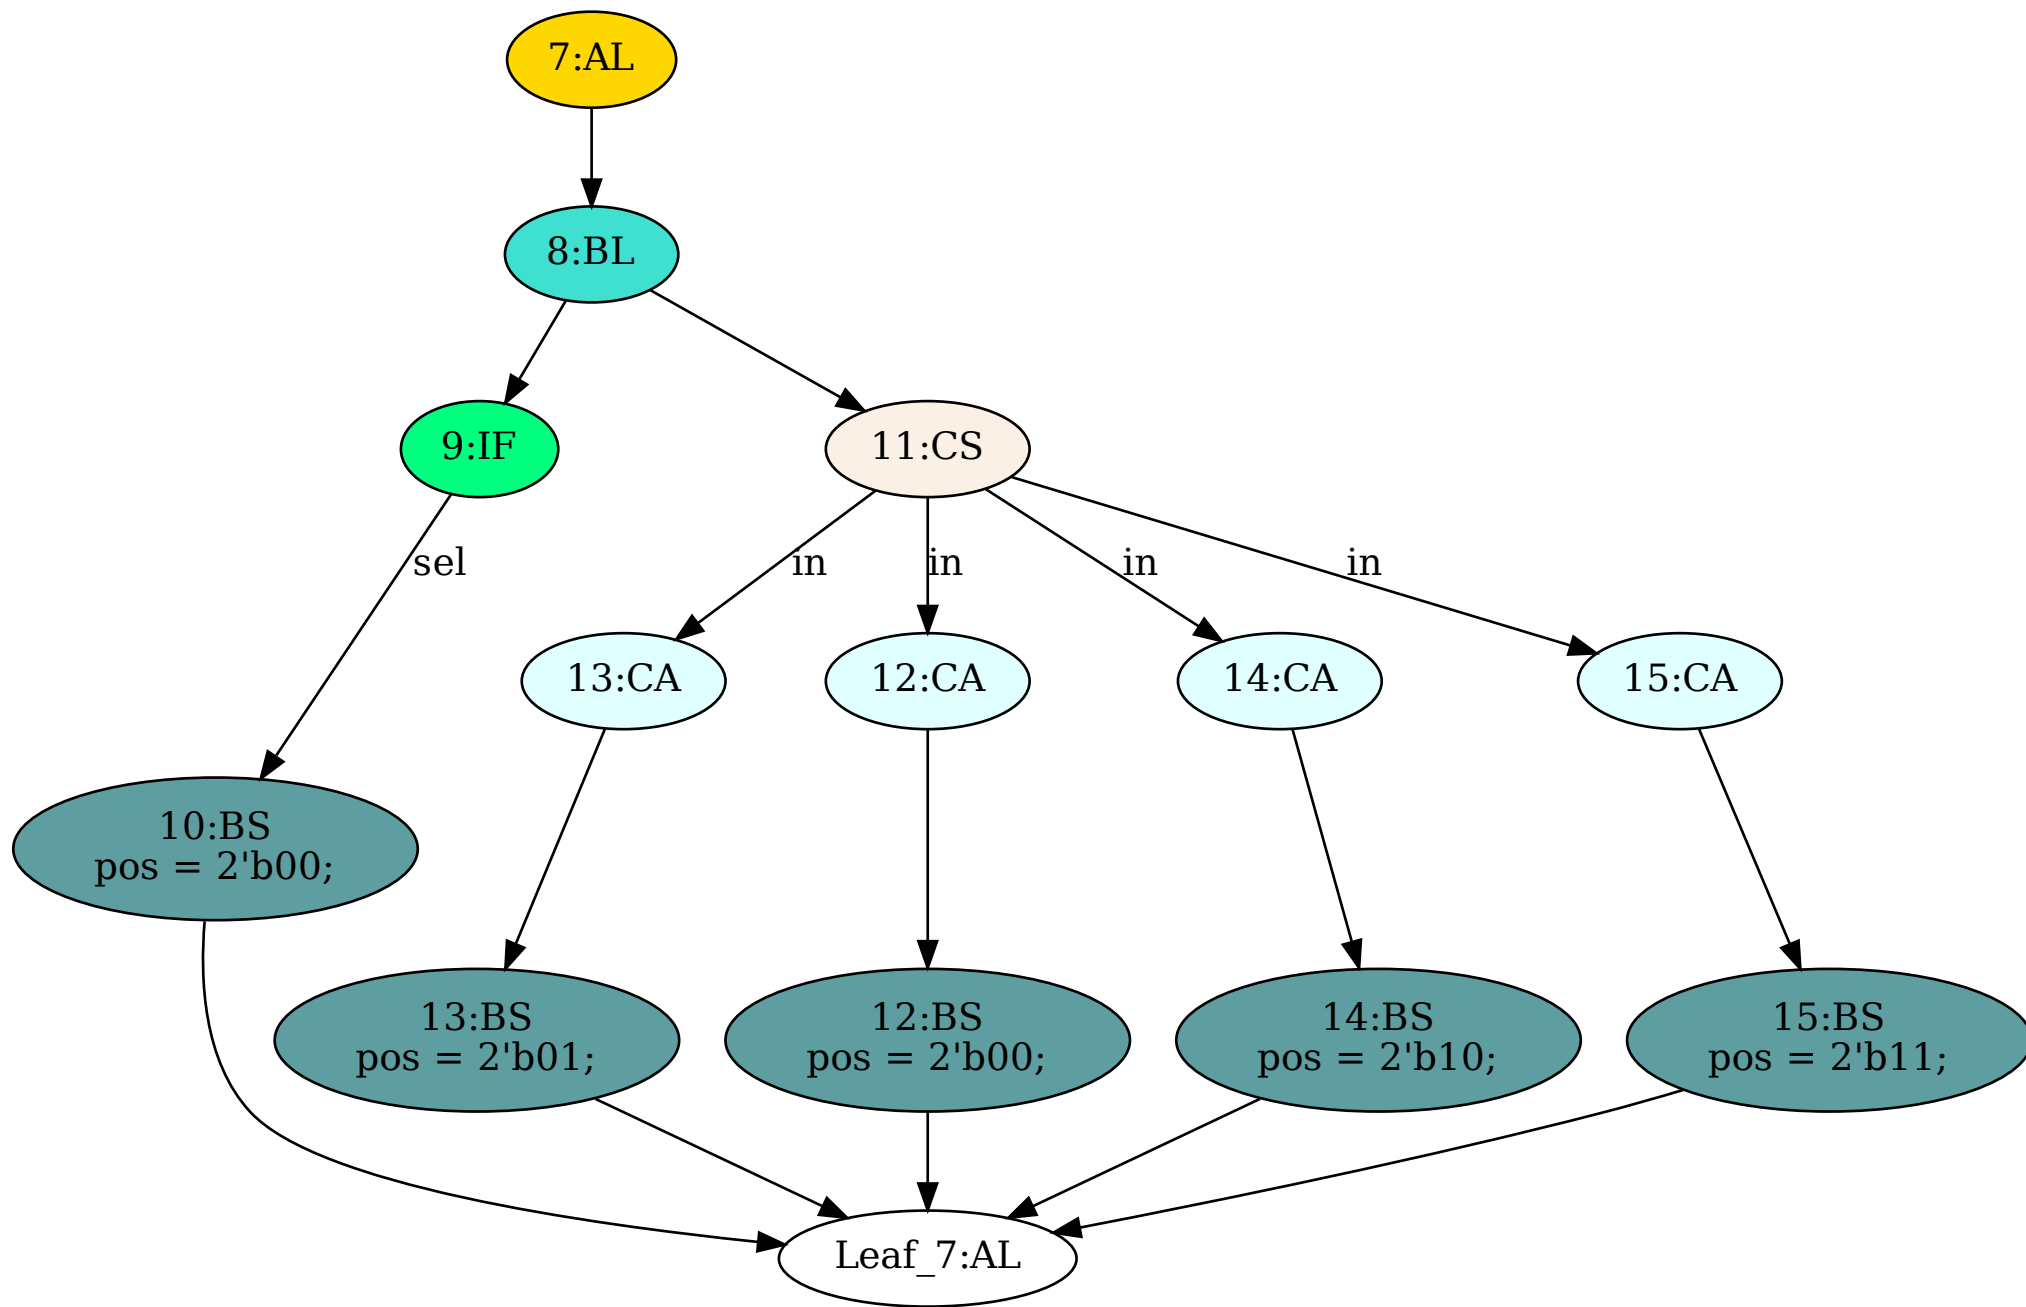 7:AL
8:BL
9:IF
11:CS
sel
in
in
in
in
13:CA
12:CA
14:CA
15:CA
10:BS
pos = 2'b00;
13:BS
pos = 2'b01;
12:BS
pos = 2'b00;
14:BS
pos = 2'b10;
15:BS
pos = 2'b11;
Leaf_7:AL